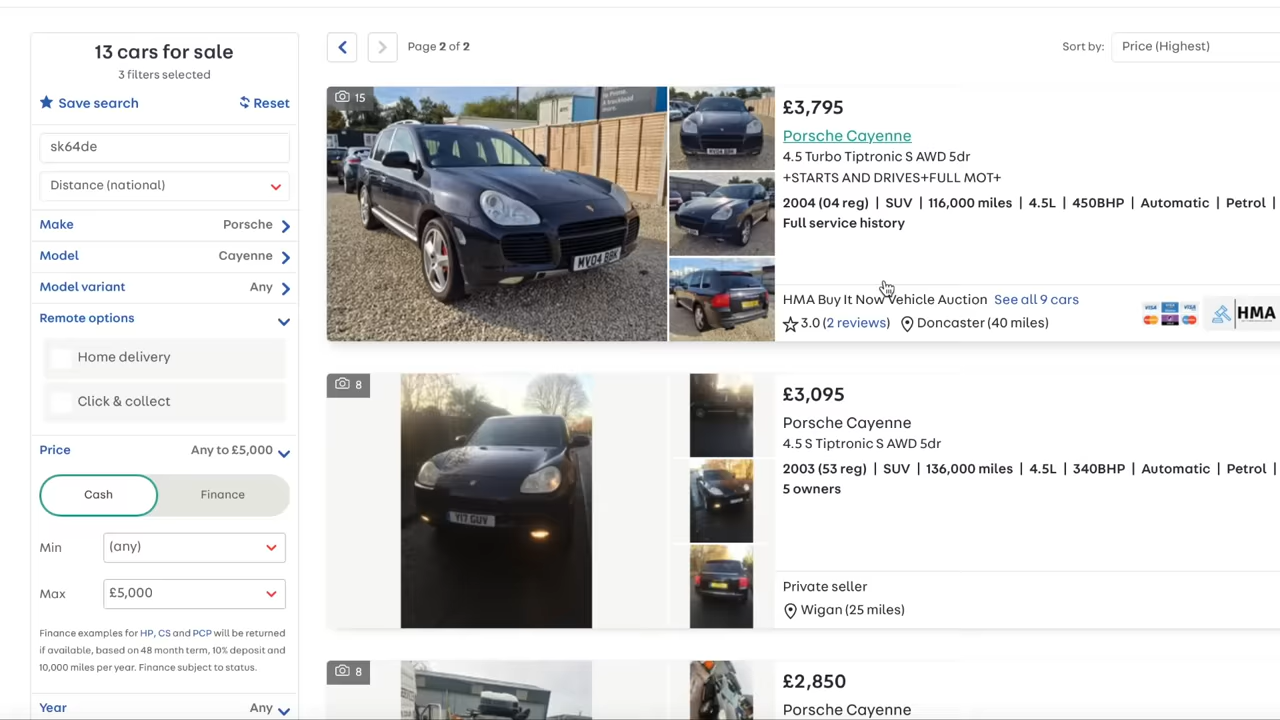 13 cars for sale
3 filters selected
Save search
Reset
sk64de
Distance (national)
Make Porsche
Model Cayenne
Model variant Any
Remote options
Home delivery
Click & collect
Price Any to £5,000
Cash Finance
Min (any)
Max £5,000
Finance examples for HP, CS and PCP will be returned
if available, based on 48 month term, 10% deposit and
10,000 miles per year. Finance subject to status.
Year Any
Page 2 of 2
Sort by: Price (Highest)
15
MV04 BBK
£3,795
Porsche Cayenne
4.5 Turbo Tiptronic S AWD 5dr
+STARTS AND DRIVES+FULL MOT+
2004 (04 reg) | SUV | 116,000 miles | 4.5L | 450BHP | Automatic | Petrol |
Full service history
HMA Buy It Now Vehicle Auction See all 9 cars
3.0 (2 reviews) Doncaster (40 miles)
VISA
VISA
HMA
8
Y17 GUV
£3,095
Porsche Cayenne
4.5 S Tiptronic S AWD 5dr
2003 (53 reg) | SUV | 136,000 miles | 4.5L | 340BHP | Automatic | Petrol |
5 owners
Private seller
Wigan (25 miles)
8
£2,850
Porsche Cayenne